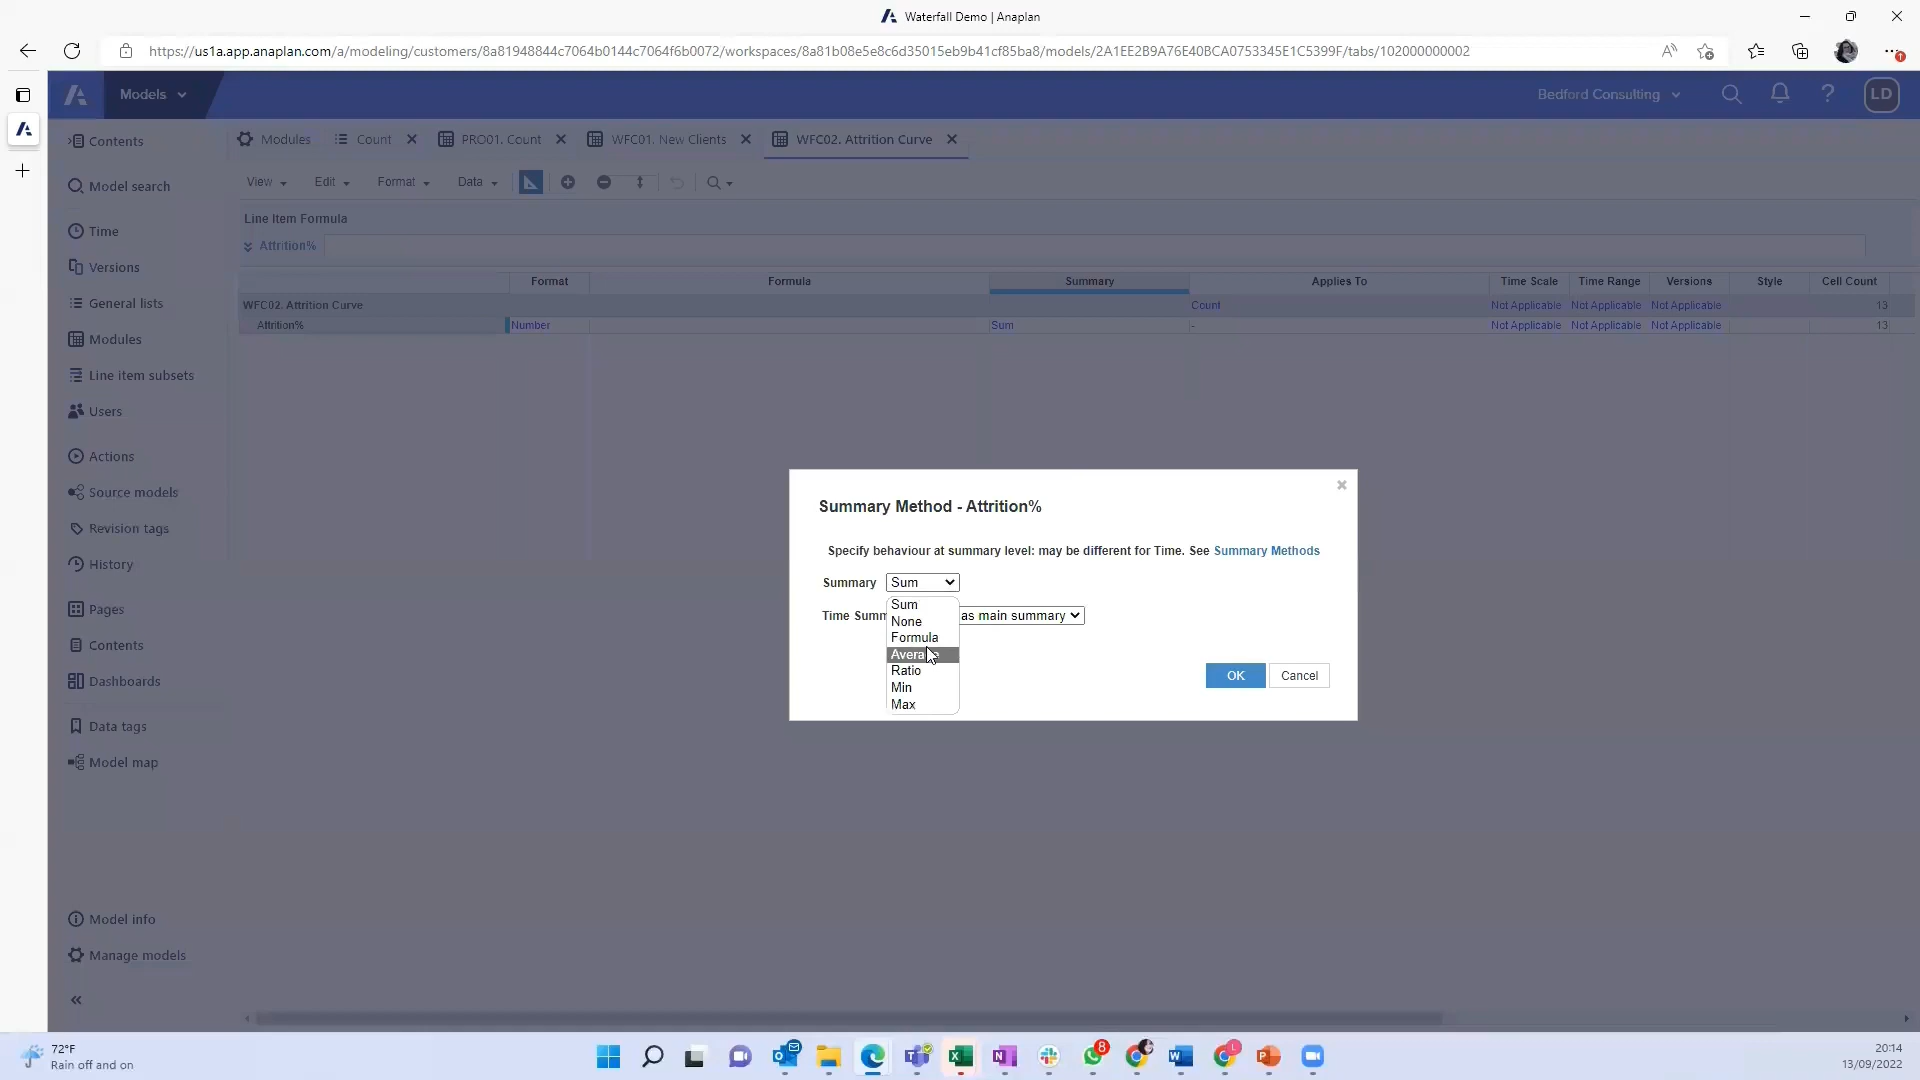 Waterfall Demo | Anaplan
https://us1a.app.anaplan.com/a/modeling/customers/8a81948844c7064b0144c7064f6b0072/workspaces/8a81b08e5e8c6d35015eb9b41cf85ba8/models/2A1EE2B9A76E40BCA0753345E1C5399F/tabs/102000000002
Models
Bedford Consulting
LD
Contents
Modules
Count
PRO01. Count
WFC01. New Clients
WFC02. Attrition Curve
Model search
View
Edit
Format
Data
Line Item Formula
Time
Attrition%
Versions
Format
Formula
Summary
Applies To
Time Scale
Time Range
Versions
Style
Cell Count
General lists
WFC02. Attrition Curve
Count
Not Applicable
Not Applicable
Not Applicable
13
Attrition%
Number
Sum
-
Not Applicable
Not Applicable
Not Applicable
13
Modules
Line item subsets
Users
Actions
Source models
Revision tags
History
Pages
Contents
Dashboards
Data tags
Model map
Model info
Manage models
Summary Method - Attrition%
Specify behaviour at summary level: may be different for Time. See Summary Methods
Summary
Sum
Time Summ
as main summary
Sum
None
Formula
Average
Ratio
Min
Max
OK
Cancel
72°F
Rain off and on
8
L
20:14
13/09/2022